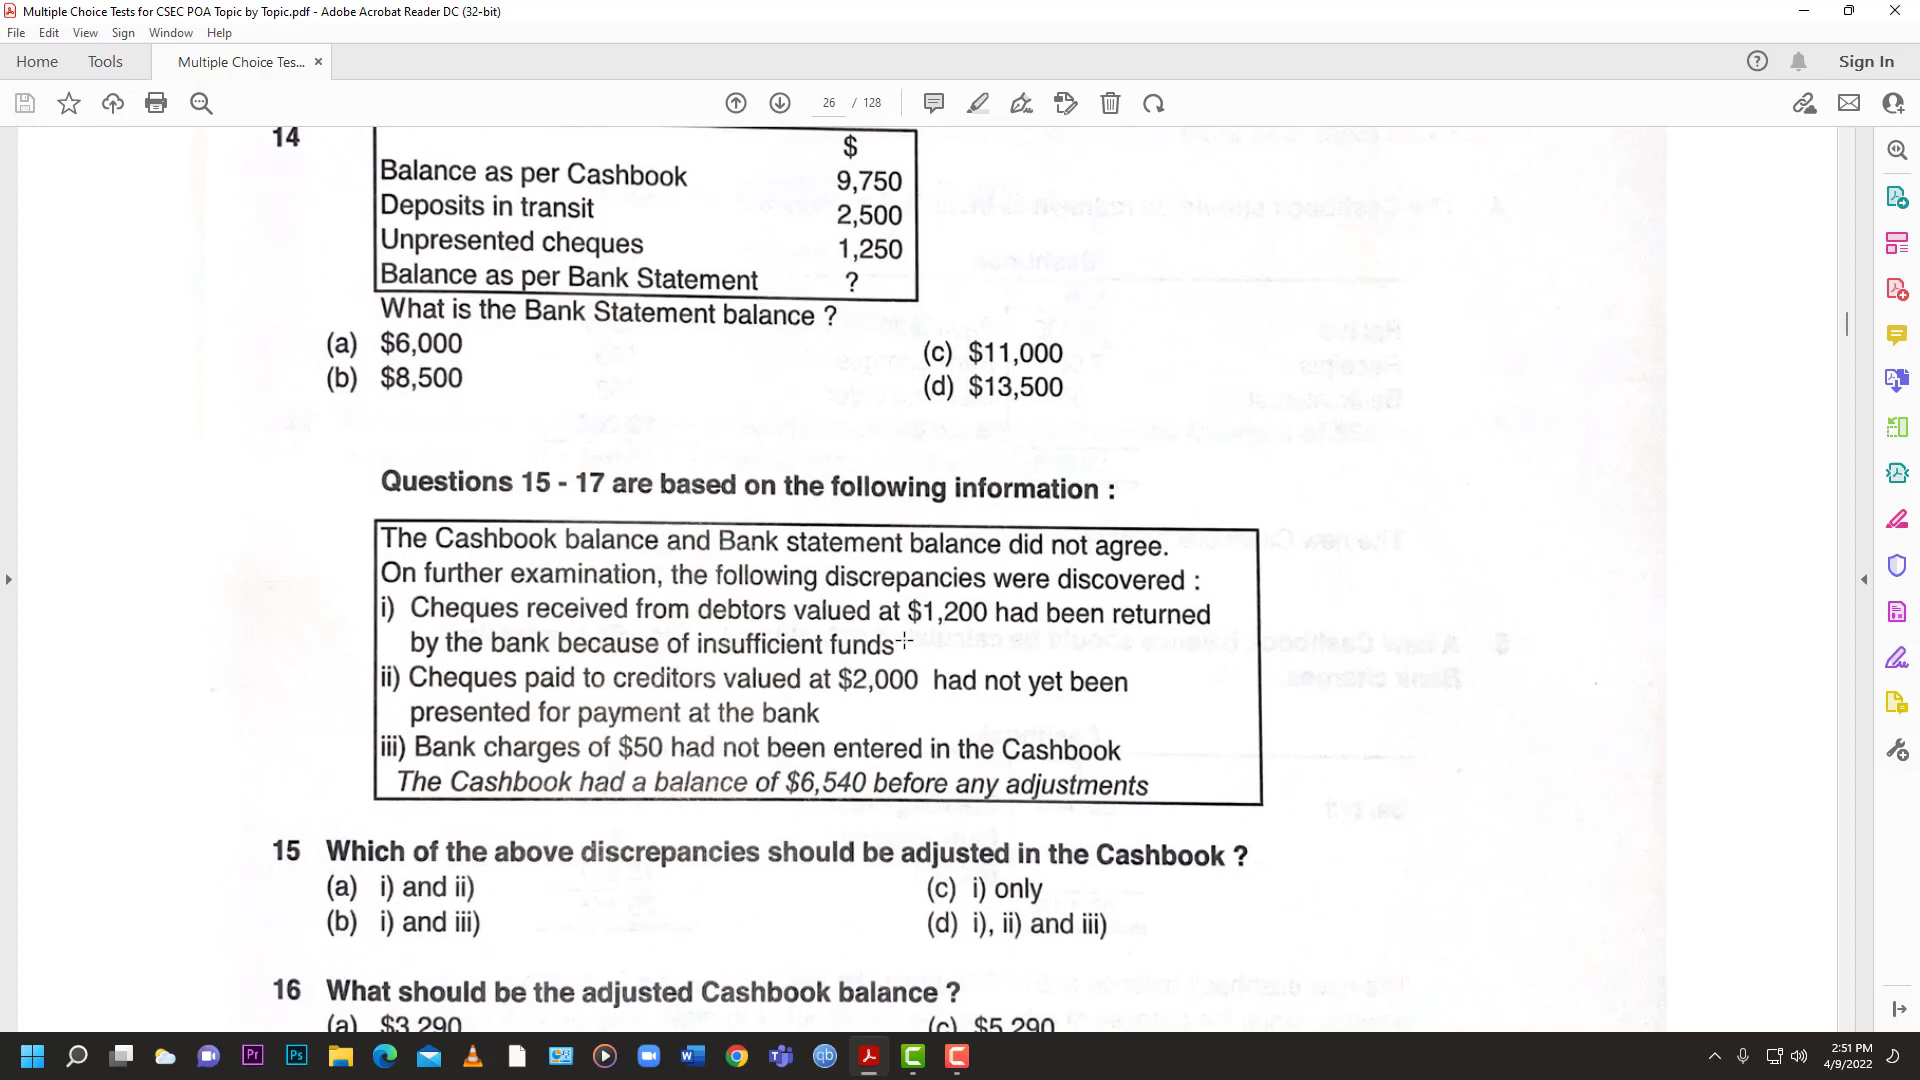 Multiple Choice Tests for CSEC POA Topic by Topic.pdf - Adobe Acrobat Reader DC (32-bit)
File Edit View Sign Window Help
Home Tools Multiple Choice Tes... ×
Sign In
26 / 128
14
$
Balance as per Cashbook 9,750
Deposits in transit 2,500
Unpresented cheques 1,250
Balance as per Bank Statement ?
What is the Bank Statement balance ?
(a) $6,000 (c) $11,000
(b) $8,500 (d) $13,500
Questions 15 - 17 are based on the following information :
The Cashbook balance and Bank statement balance did not agree.
On further examination, the following discrepancies were discovered :
i) Cheques received from debtors valued at $1,200 had been returned
by the bank because of insufficient funds
ii) Cheques paid to creditors valued at $2,000 had not yet been
presented for payment at the bank
iii) Bank charges of $50 had not been entered in the Cashbook
The Cashbook had a balance of $6,540 before any adjustments
15 Which of the above discrepancies should be adjusted in the Cashbook ?
(a) i) and ii) (c) i) only
(b) i) and iii) (d) i), ii) and iii)
16 What should be the adjusted Cashbook balance ?
(a) $3,290 (c) $5,290
Pr Ps qb
2:51 PM
4/9/2022